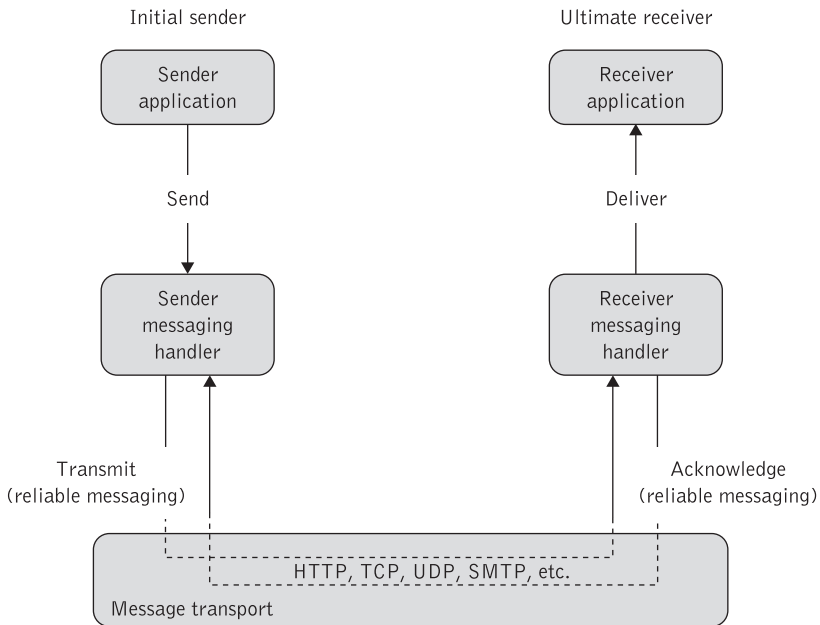 Initial sender
Ultimate receiver
Sender
application
Receiver
application
Send
Deliver
Sender
messaging
handler
Receiver
messaging
handler
Transmit
(reliable messaging)
Acknowledge
(reliable messaging)
HTTP, TCP, UDP, SMTP, etc.
Message transport